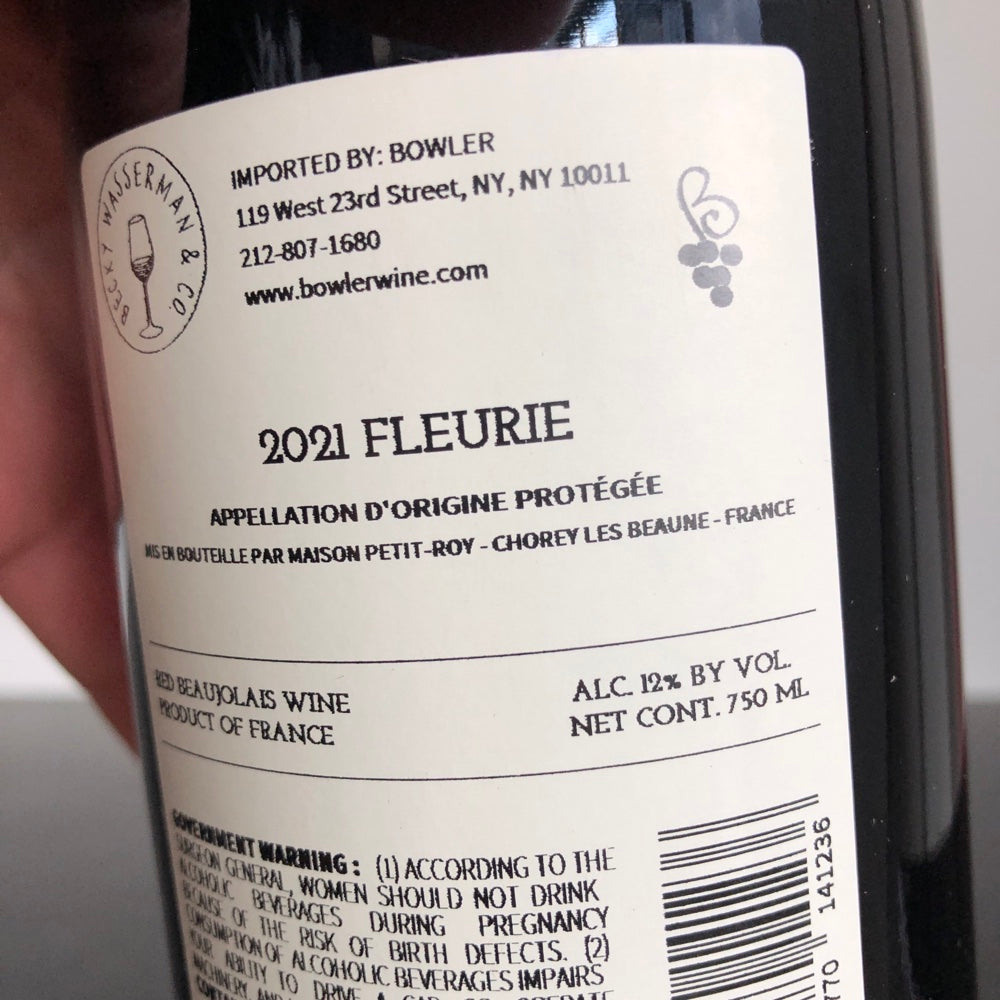 BECKY WASSERMAN & CO.
IMPORTED BY: BOWLER
119 West 23rd Street, NY, NY 10011
212-807-1680
www.bowlerwine.com
B
2021 FLEURIE
APPELLATION D'ORIGINE PROTÉGÉE
MIS EN BOUTEILLE PAR MAISON PETIT-ROY - CHOREY LES BEAUNE - FRANCE
RED BEAUJOLAIS WINE
PRODUCT OF FRANCE
ALC. 12% BY VOL.
NET CONT. 750 ML
GOVERNMENT WARNING: (1) ACCORDING TO THE
SURGEON GENERAL, WOMEN SHOULD NOT DRINK
ALCOHOLIC BEVERAGES DURING PREGNANCY
BECAUSE OF THE RISK OF BIRTH DEFECTS. (2)
CONSUMPTION OF ALCOHOLIC BEVERAGES IMPAIRS
YOUR ABILITY TO DRIVE A CAR OR OPERATE
MACHINERY, AND
770 141236